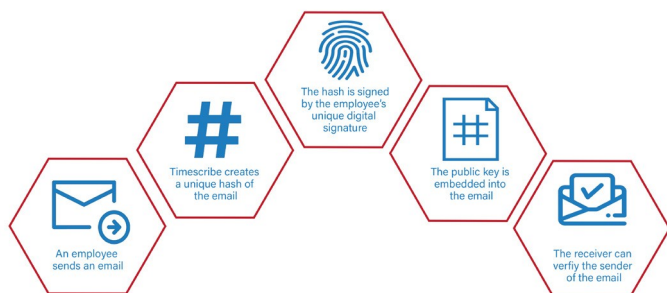 An employee
sends an email
Timescribe creates
a unique hash of
the email
The hash is signed
by the employee's
unique digital
signature
The public key is
embedded into
the email
The receiver can
verfiy the sender
of the email